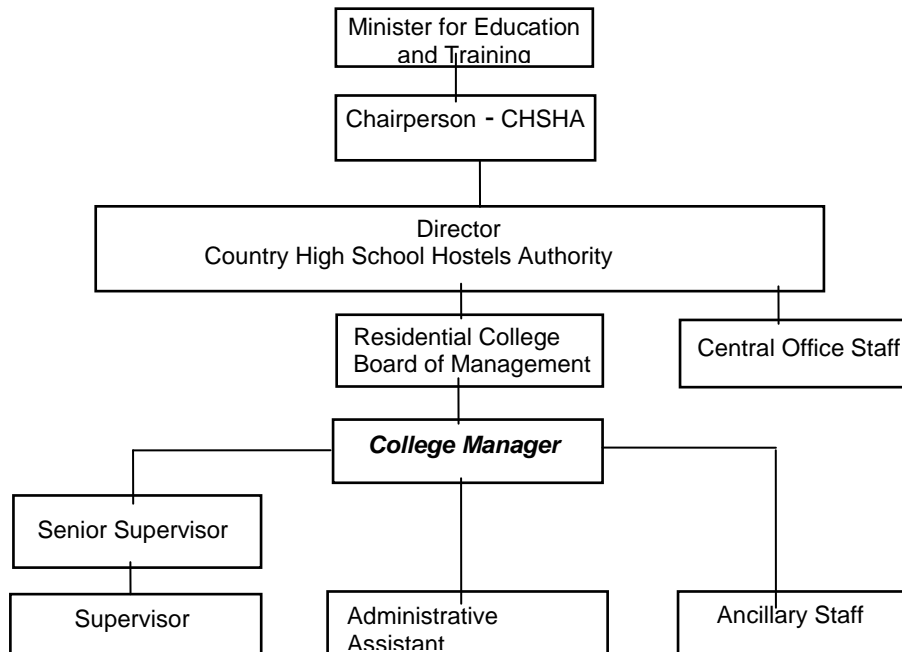 Minister for Education
and Training
Chairperson - CHSHA
Director
Country High School Hostels Authority
Residential College
Board of Management
Central Office Staff
College Manager
Senior Supervisor
Supervisor
Administrative
Assistant
Ancillary Staff